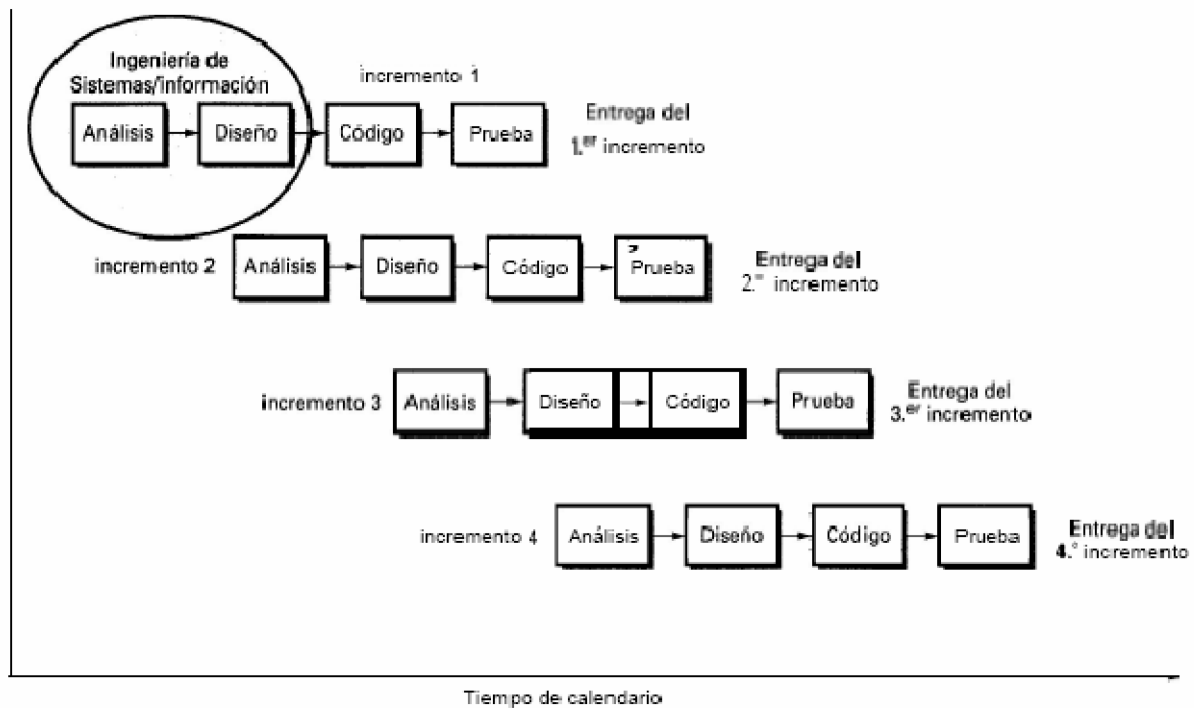 Ingeniería de
Sistemas/información
incremento 1
Análisis
Diseño
Código
Prueba
Entrega del
1.er incremento
incremento 2
Análisis
Diseño
Código
Prueba
Entrega del
2.º incremento
incremento 3
Análisis
Diseño
Código
Prueba
Entrega del
3.er incremento
incremento 4
Análisis
Diseño
Código
Prueba
Entrega del
4.º incremento
Tiempo de calendario